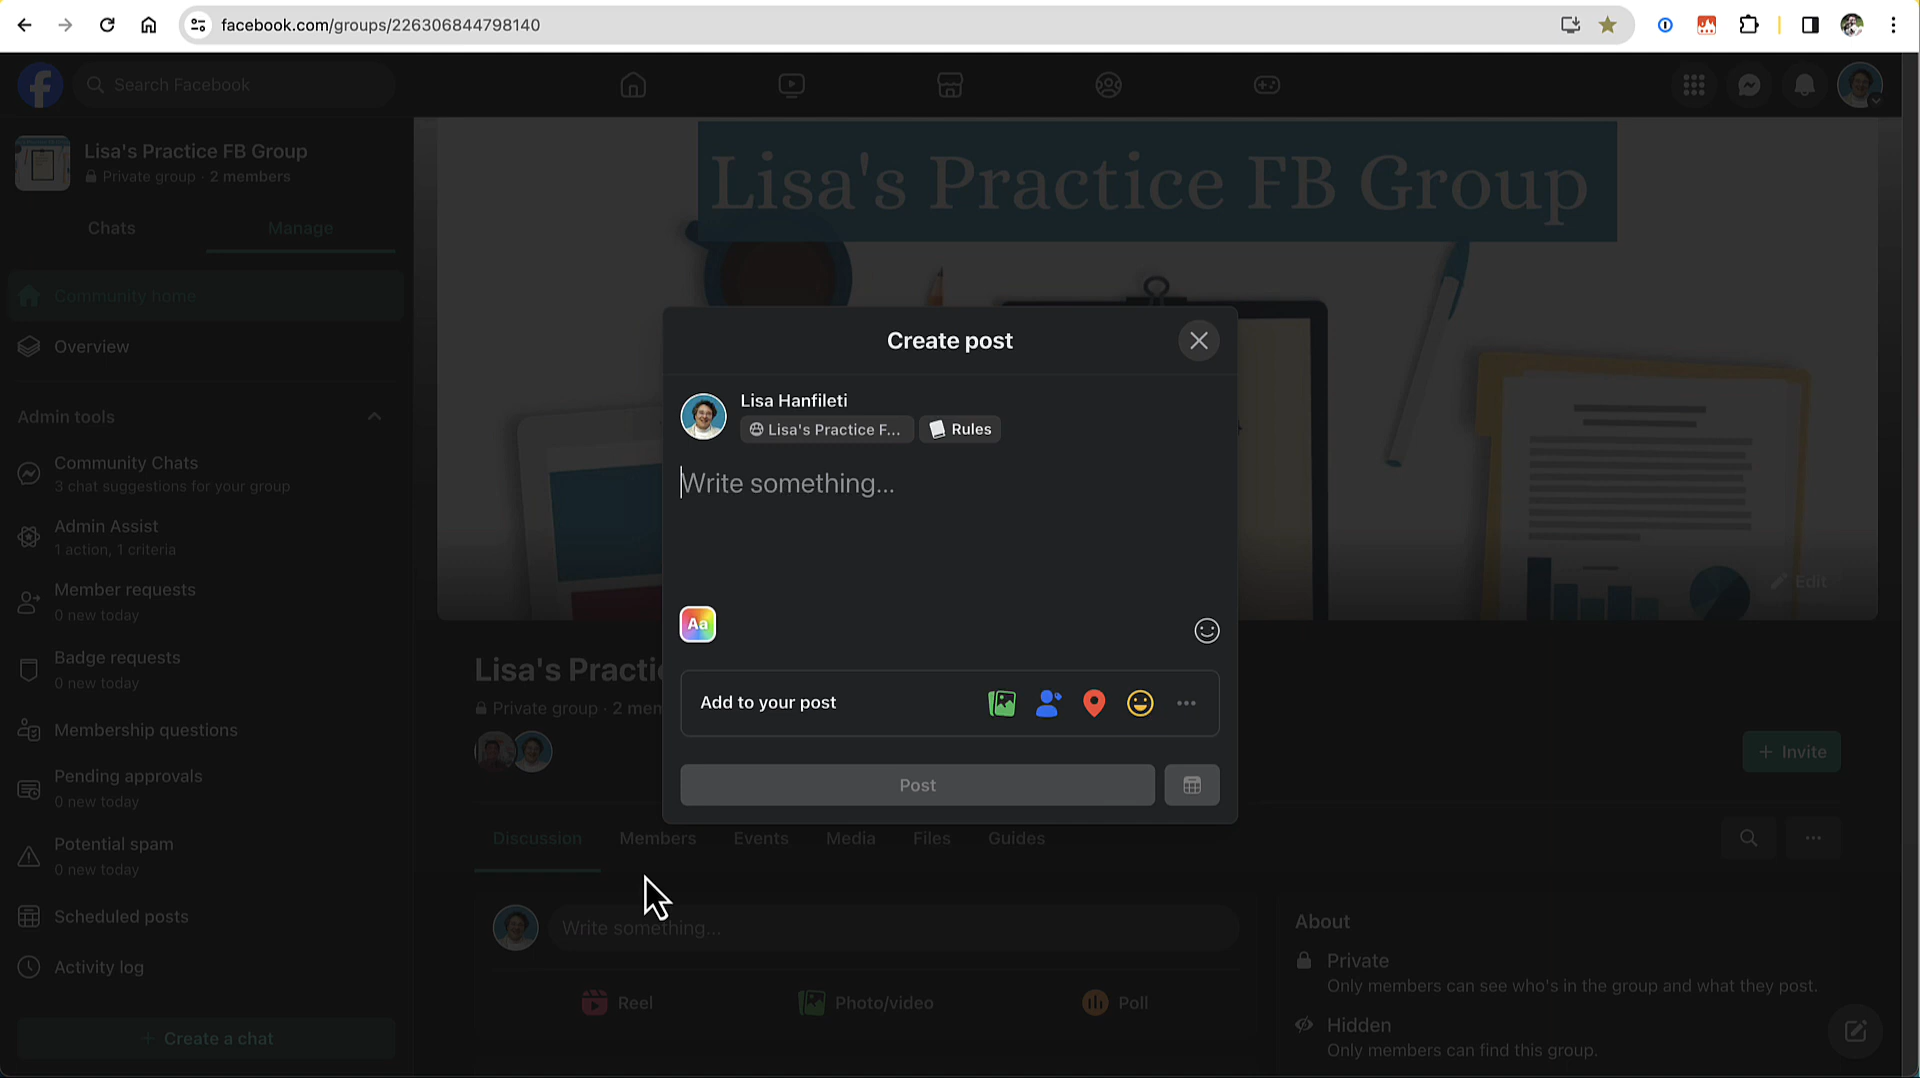 facebook.com/groups/226306844798140
Search Facebook
Lisa's Practice FB Group
Private group · 2 members
Chats
Manage
Community home
Overview
Admin tools
Community Chats
3 chat suggestions for your group
Admin Assist
1 action, 1 criteria
Member requests
0 new today
Badge requests
0 new today
Membership questions
Pending approvals
0 new today
Potential spam
0 new today
Scheduled posts
Activity log
+ Create a chat
Lisa's Practice FB Group
Edit
Create post
Lisa Hanfileti
Lisa's Practice F...
Rules
Write something...
Aa
Add to your post
Post
Lisa's Practi
Private group · 2 mem
+ Invite
Discussion
Members
Events
Media
Files
Guides
Write something...
Reel
Photo/video
Poll
About
Private
Only members can see who's in the group and what they post.
Hidden
Only members can find this group.